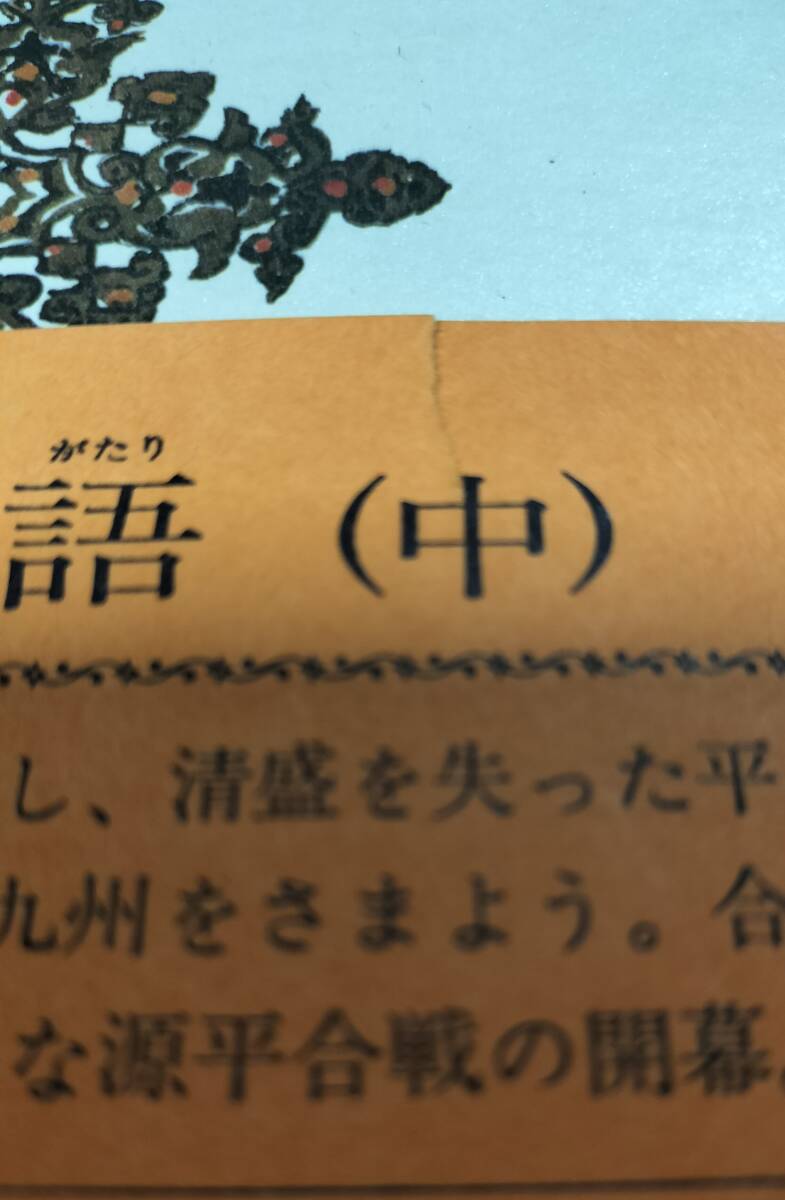 がたり
語（中）
し、清盛を失った平
九州をさまよう。合
な源平合戦の開幕。